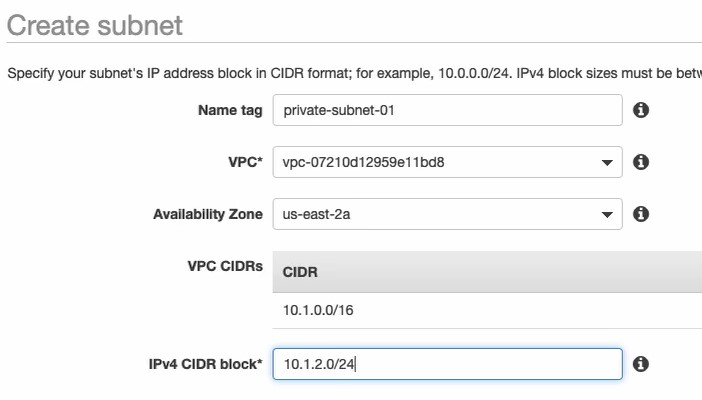 Create subnet
Specify your subnet's IP address block in CIDR format; for example, 10.0.0.0/24. IPv4 block sizes must be
Name tag private-subnet-01
VPC* vpc-07210d12959e11bd8
Availability Zone us-east-2a
VPC CIDRs CIDR
10.1.0.0/16
IPv4 CIDR block* 10.1.2.0/24